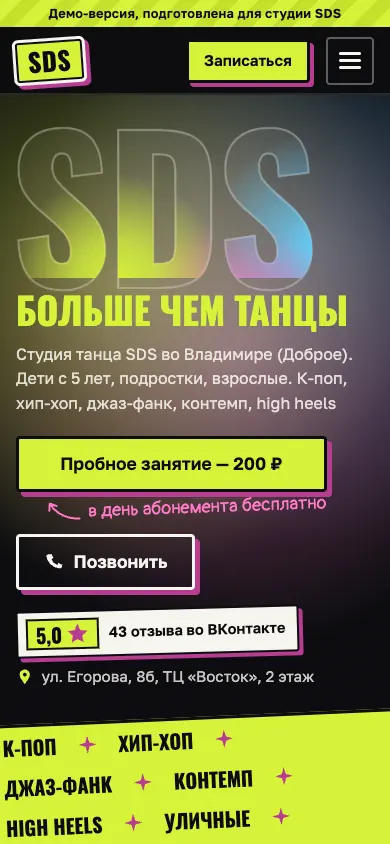 Демо-версия, подготовлена для студии SDS
SDS
Записаться
SDS
БОЛЬШЕ ЧЕМ ТАНЦЫ
Студия танца SDS во Владимире (Доброе).
Дети с 5 лет, подростки, взрослые. К-поп,
хип-хоп, джаз-фанк, контемп, high heels
Пробное занятие — 200 ₽
в день абонемента бесплатно
Позвонить
5,0 43 отзыва во ВКонтакте
ул. Егорова, 8б, ТЦ «Восток», 2 этаж
К-ПОП ХИП-ХОП
ДЖАЗ-ФАНК КОНТЕМП
HIGH HEELS УЛИЧНЫЕ